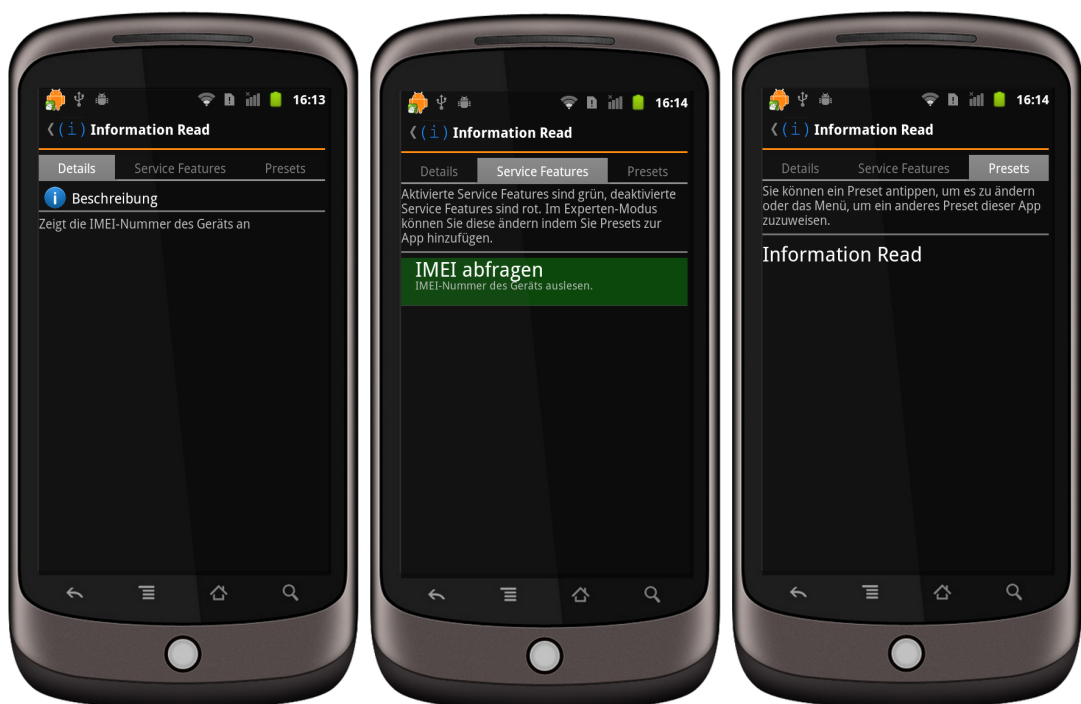 16:13
(i) Information Read
Details Service Features Presets
i Beschreibung
Zeigt die IMEI-Nummer des Geräts an
16:14
(i) Information Read
Details Service Features Presets
Aktivierte Service Features sind grün, deaktivierte
Service Features sind rot. Im Experten-Modus
können Sie diese ändern indem Sie Presets zur
App hinzufügen.
IMEI abfragen
IMEI-Nummer des Geräts auslesen.
16:14
(i) Information Read
Details Service Features Presets
Sie können ein Preset antippen, um es zu ändern
oder das Menü, um ein anderes Preset dieser App
zuzuweisen.
Information Read